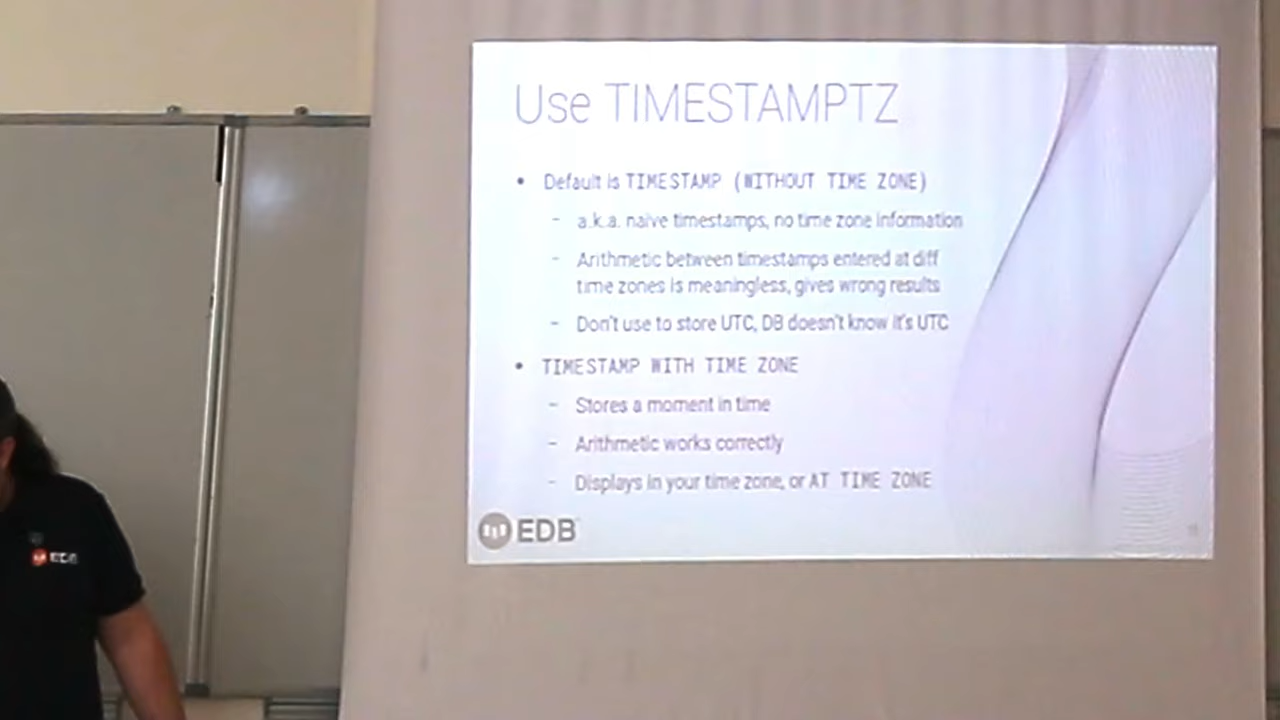 Use TIMESTAMPTZ
• Default is TIMESTAMP (WITHOUT TIME ZONE)
- a.k.a. naive timestamps, no time zone information
- Arithmetic between timestamps entered at diff
time zones is meaningless, gives wrong results
- Don't use to store UTC, DB doesn't know it's UTC
• TIMESTAMP WITH TIME ZONE
- Stores a moment in time
- Arithmetic works correctly
- Displays in your time zone, or AT TIME ZONE
EDB
EDB